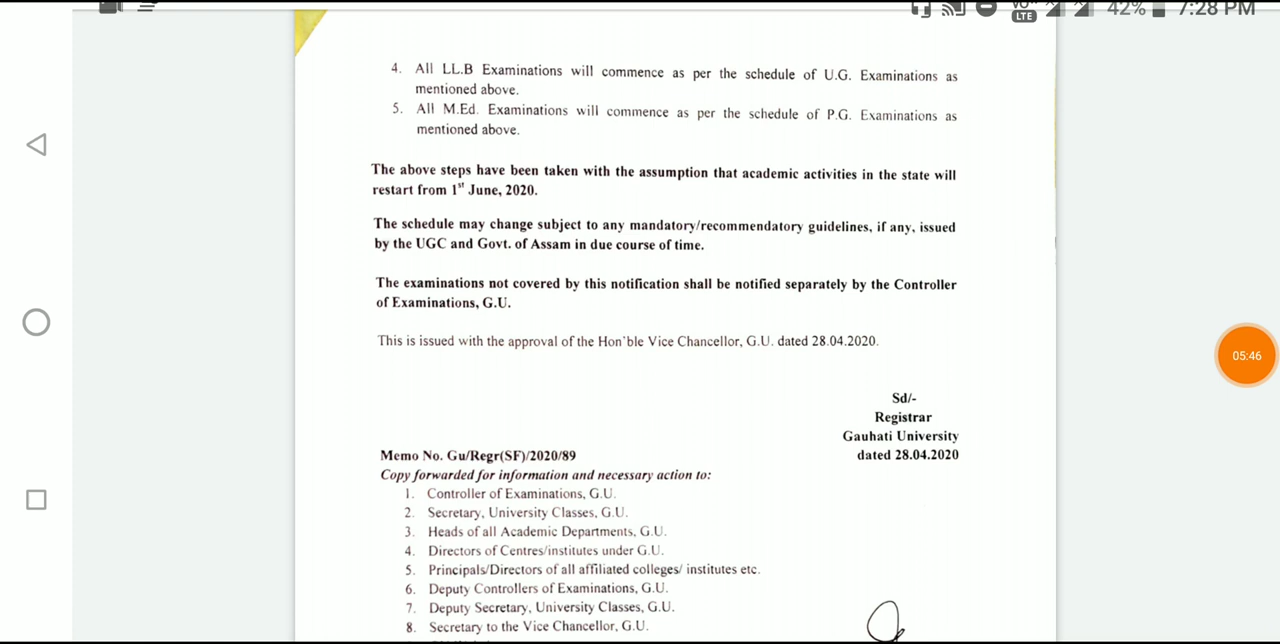 VO LTE 42% 7:28 PM
4. All LL.B Examinations will commence as per the schedule of U.G. Examinations as
mentioned above.
5. All M.Ed. Examinations will commence as per the schedule of P.G. Examinations as
mentioned above.
The above steps have been taken with the assumption that academic activities in the state will
restart from 1st June, 2020.
The schedule may change subject to any mandatory/recommendatory guidelines, if any, issued
by the UGC and Govt. of Assam in due course of time.
The examinations not covered by this notification shall be notified separately by the Controller
of Examinations, G.U.
This is issued with the approval of the Hon'ble Vice Chancellor, G.U. dated 28.04.2020.
05:46
Sd/-
Registrar
Gauhati University
dated 28.04.2020
Memo No. Gu/Regr(SF)/2020/89
Copy forwarded for information and necessary action to:
1. Controller of Examinations, G.U.
2. Secretary, University Classes, G.U.
3. Heads of all Academic Departments, G.U.
4. Directors of Centres/institutes under G.U.
5. Principals/Directors of all affiliated colleges/ institutes etc.
6. Deputy Controllers of Examinations, G.U.
7. Deputy Secretary, University Classes, G.U.
8. Secretary to the Vice Chancellor, G.U.